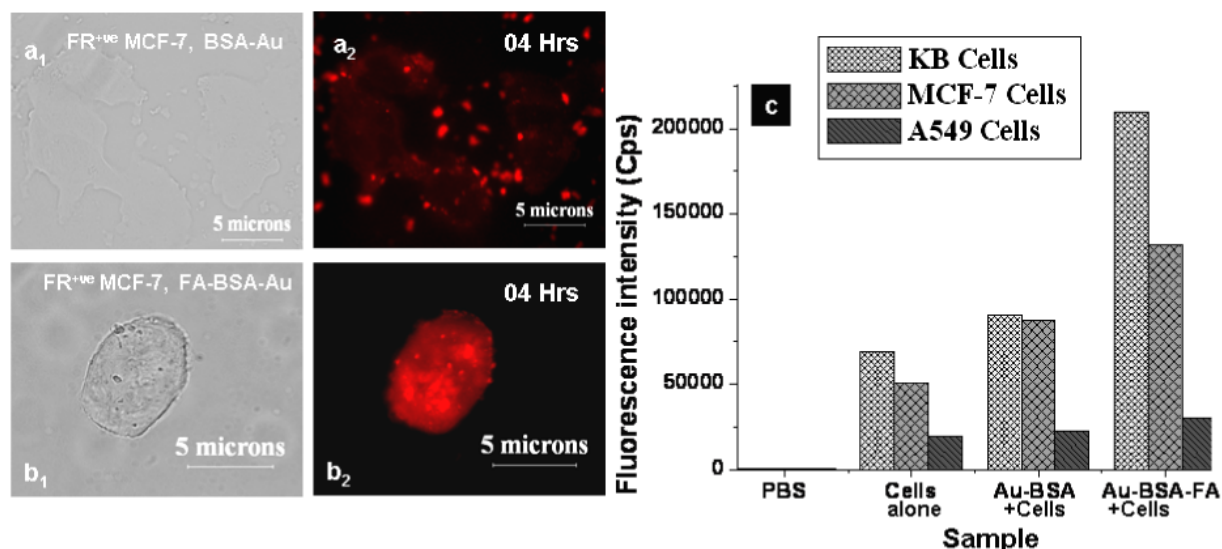 a1
FR+ve MCF-7, BSA-Au
5 microns
a2
04 Hrs
5 microns
FR+ve MCF-7, FA-BSA-Au
5 microns
b1
04 Hrs
5 microns
b2
c
KB Cells
MCF-7 Cells
A549 Cells
Fluorescence intensity (Cps)
200000
150000
100000
50000
0
PBS
Cells
alone
Au-BSA
+Cells
Au-BSA-FA
+Cells
Sample